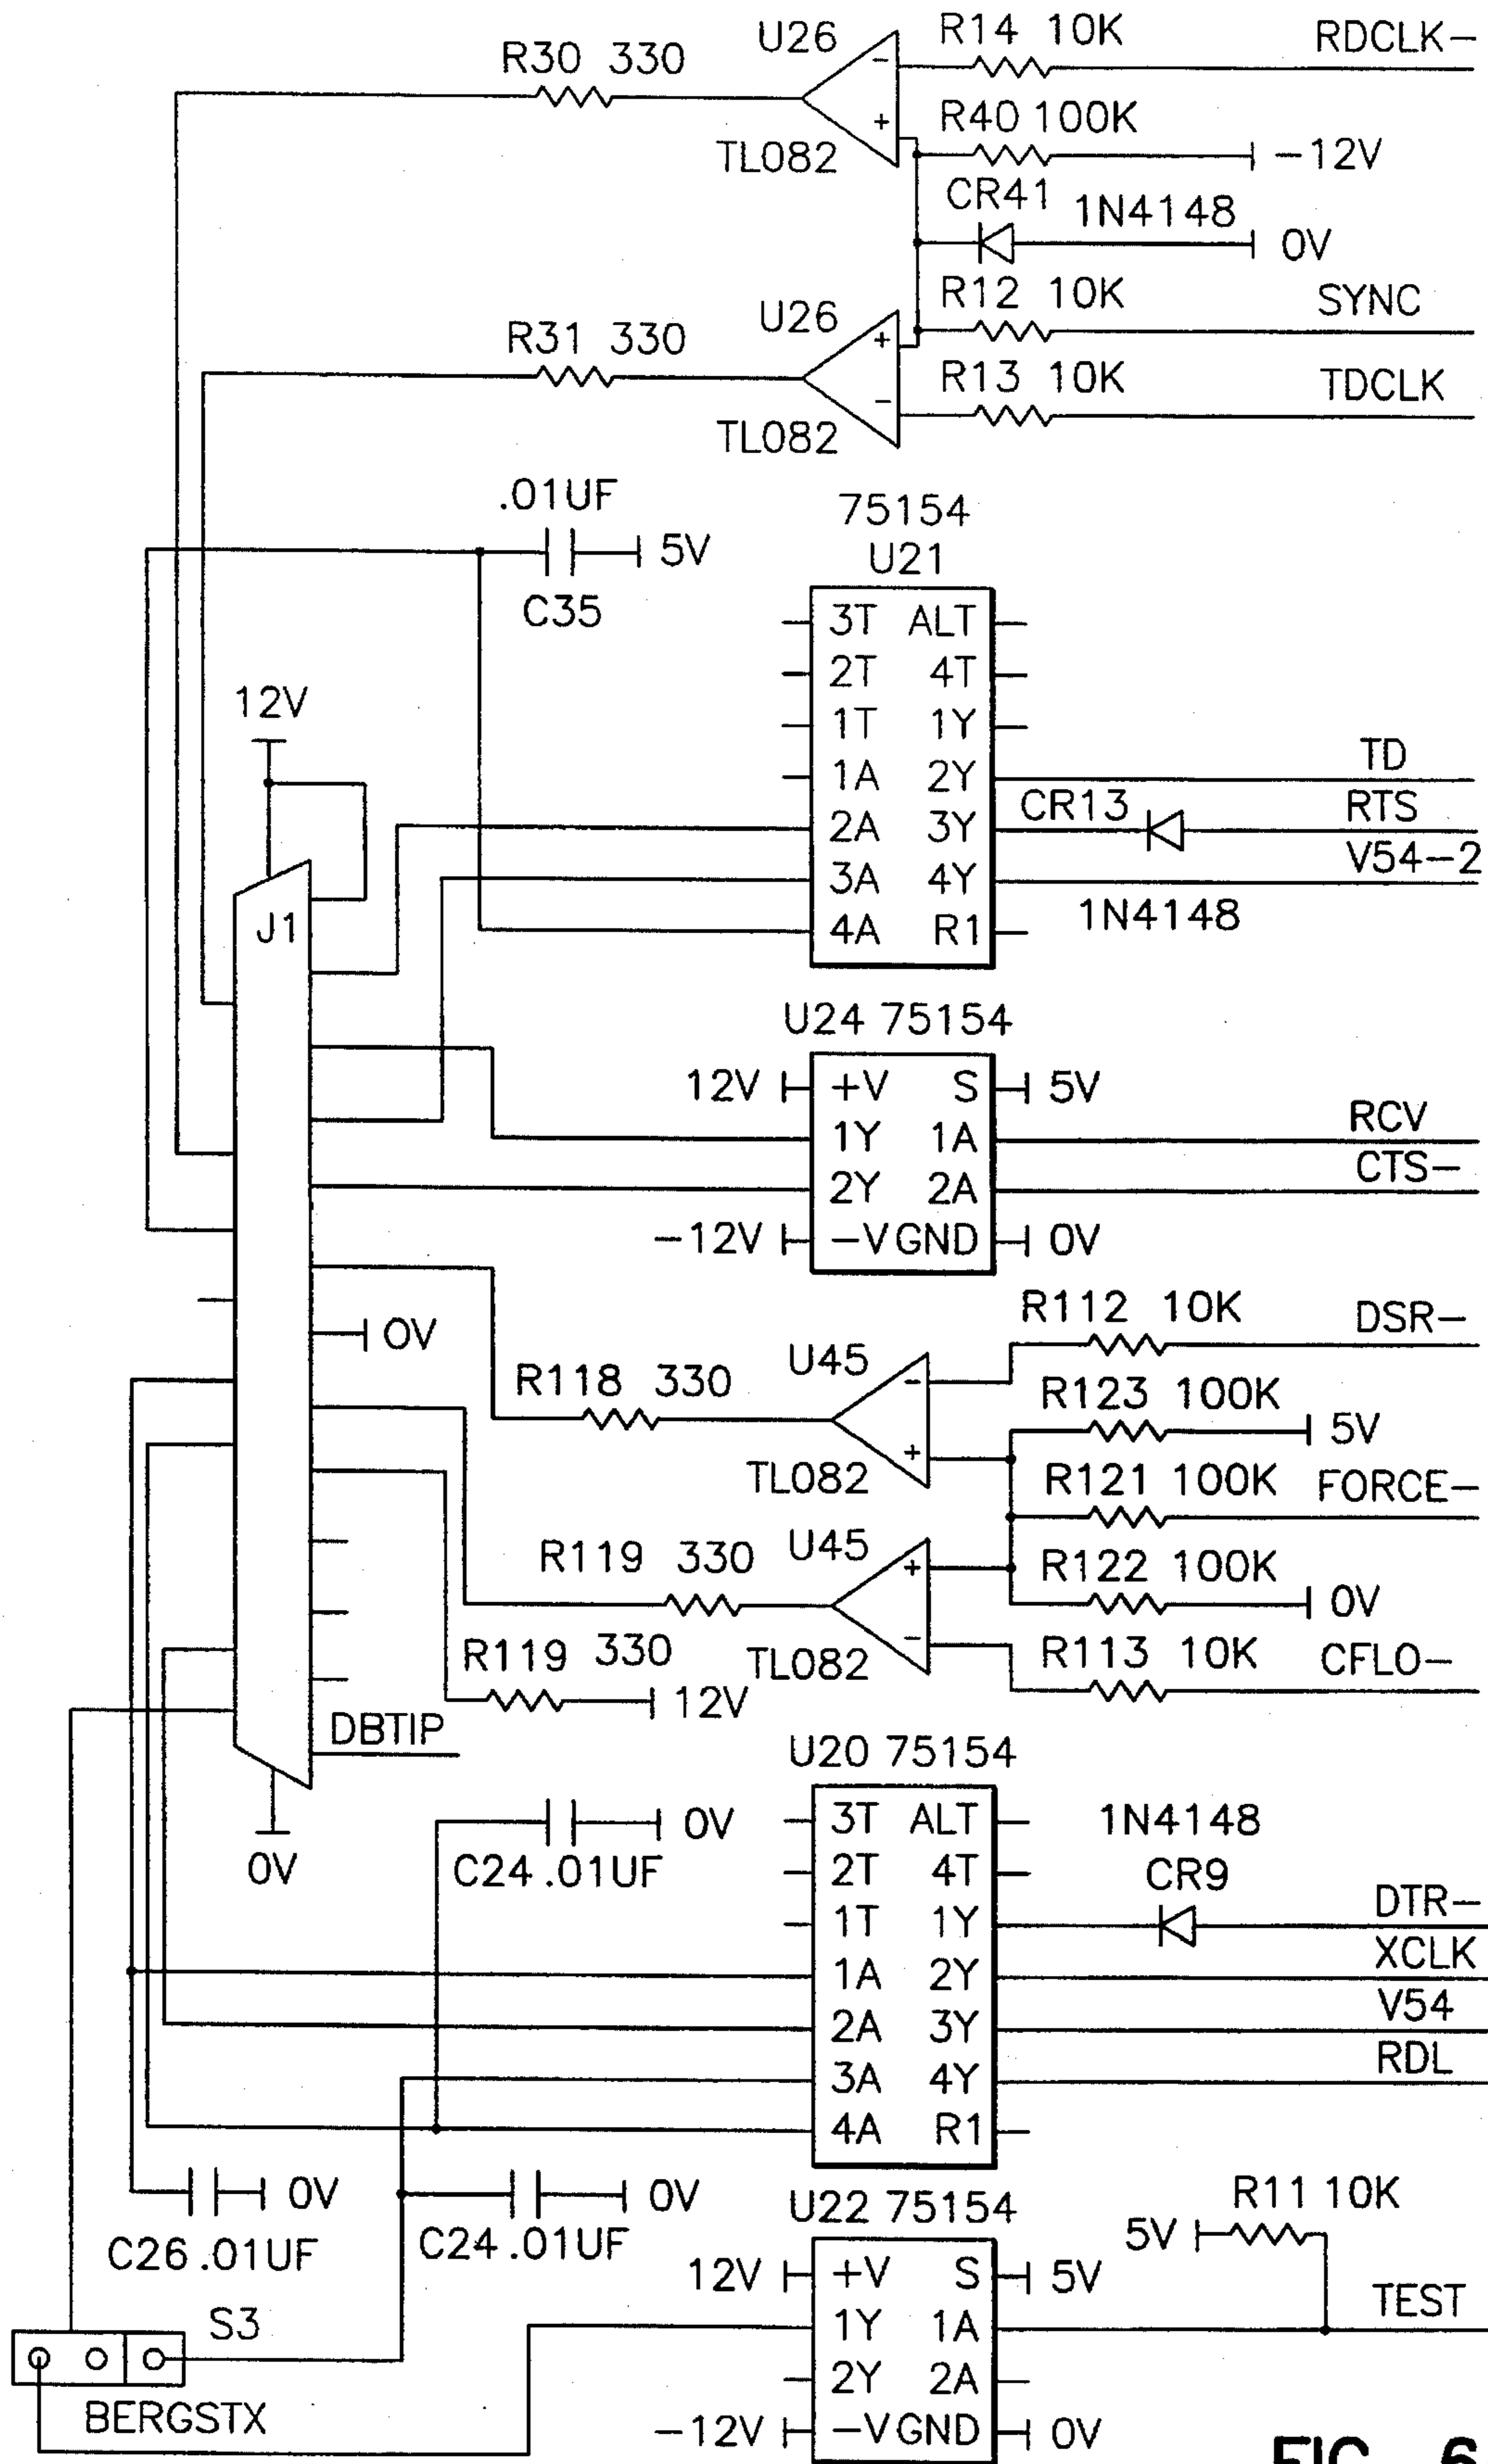 R30 330
U26
R14 10K
RDCLK-
-
+
TL082
R40 100K
-12V
CR41 1N4148
0V
R31 330
U26
R12 10K
SYNC
+
-
TL082
R13 10K
TDCLK
.01UF
5V
C35
75154
U21
3T ALT
2T 4T
1T 1Y
1A 2Y
2A 3Y
3A 4Y
4A R1
TD
CR13
RTS
V54-2
1N4148
12V
J1
U24 75154
12V
+V S
5V
1Y 1A
RCV
2Y 2A
CTS-
-12V
-V GND
0V
0V
R118 330
U45
R112 10K
DSR-
-
+
TL082
R123 100K
5V
R121 100K
FORCE-
R119 330
U45
R122 100K
0V
+
-
TL082
R113 10K
CFLO-
R119 330
12V
DBTIP
0V
U20 75154
3T ALT
2T 4T
1T 1Y
1A 2Y
2A 3Y
3A 4Y
4A R1
0V
C24 .01UF
1N4148
CR9
DTR-
XCLK
V54
RDL
0V
C26 .01UF
0V
C24 .01UF
U22 75154
R11 10K
5V
12V
+V S
5V
1Y 1A
TEST
2Y 2A
-12V
-V GND
0V
S3
BERGSTX
FIG. 6